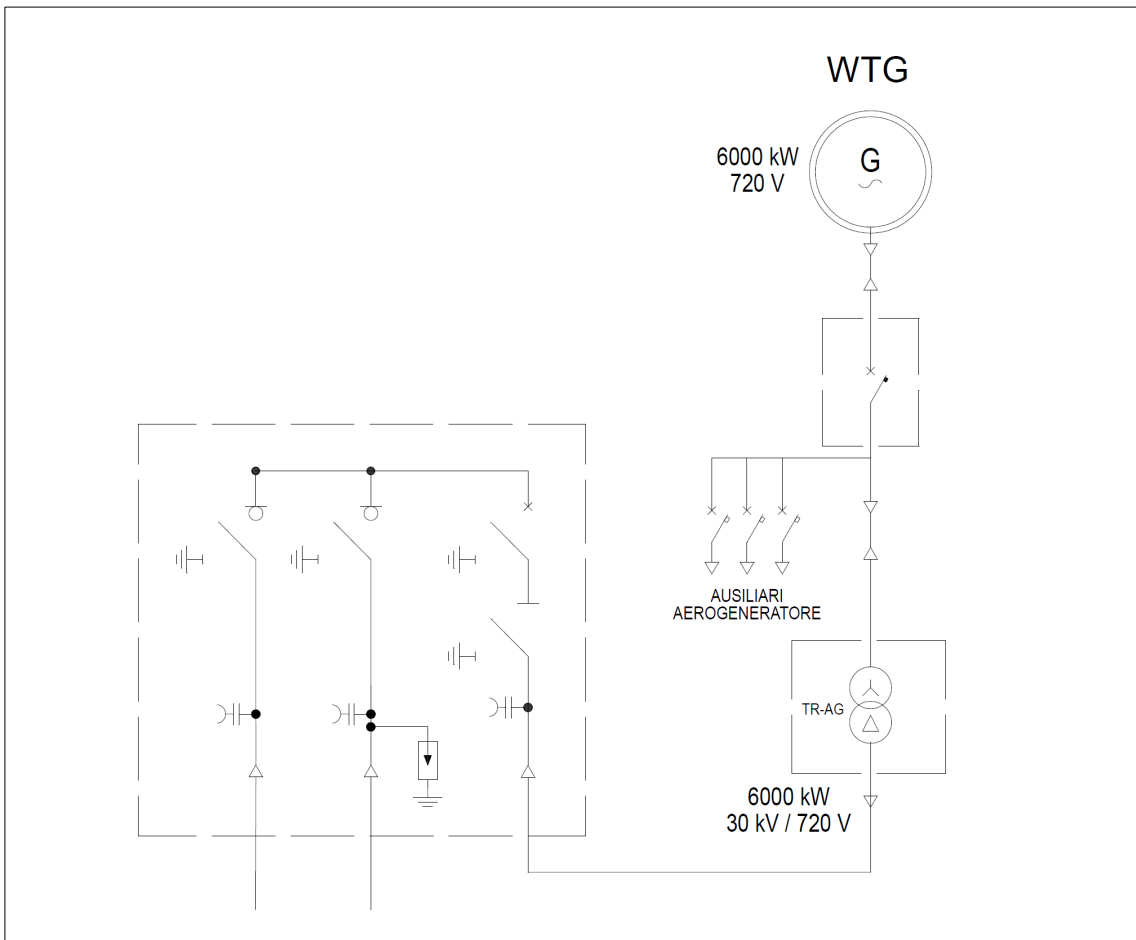 WTG
6000 kW
720 V
G
AUSILIARI
AEROGENERATORE
TR-AG
6000 kW
30 kV / 720 V